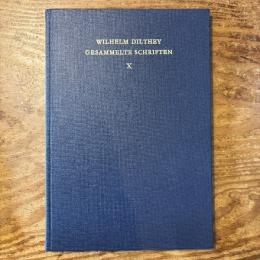 WILHELM DILTHEY
GESAMMELTE SCHRIFTEN
X